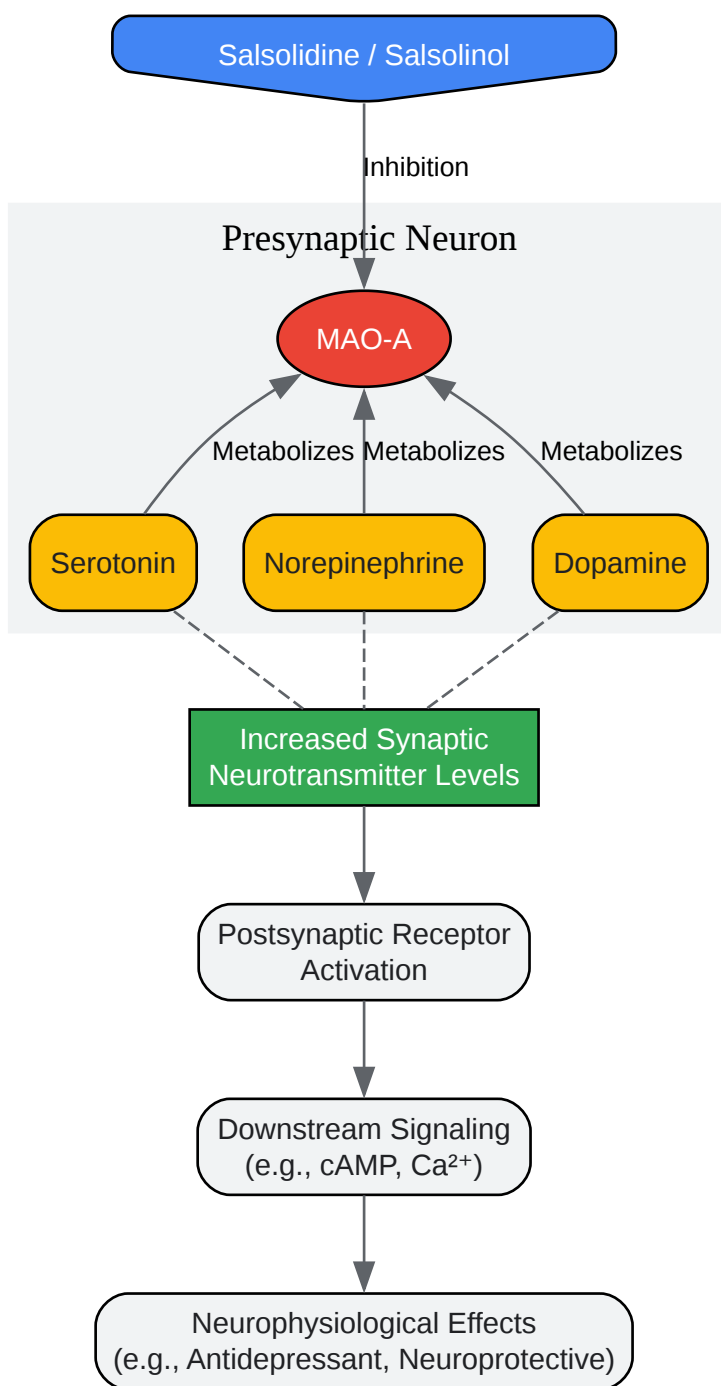 Salsolidine / Salsolinol
Inhibition
Presynaptic Neuron
MAO-A
Metabolizes
Metabolizes
Metabolizes
Serotonin
Norepinephrine
Dopamine
Increased Synaptic
Neurotransmitter Levels
Postsynaptic Receptor
Activation
Downstream Signaling
(e.g., cAMP, Ca²⁺)
Neurophysiological Effects
(e.g., Antidepressant, Neuroprotective)